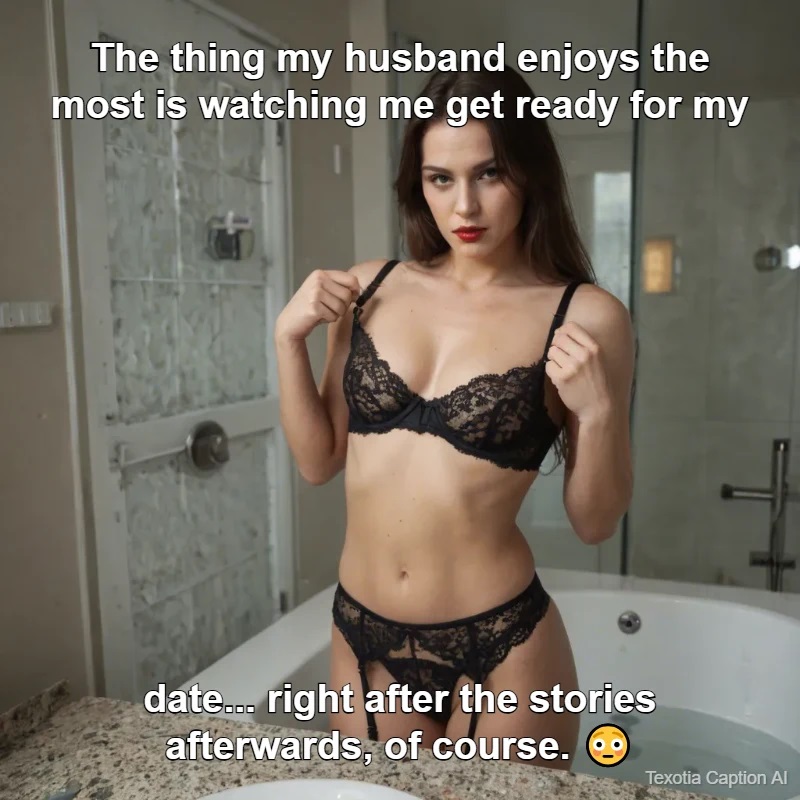 The thing my husband enjoys the
most is watching me get ready for my
date... right after the stories
afterwards, of course. 😳
Texotia Caption AI